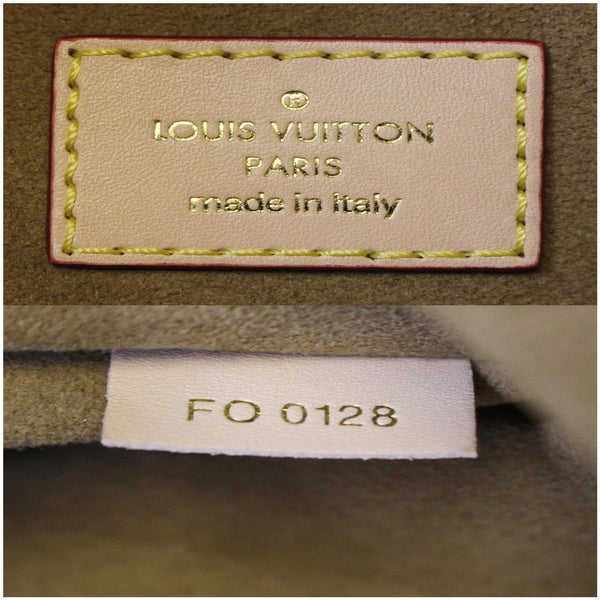 ®
LOUIS VUITTON
PARIS
made in Italy
FO 0128